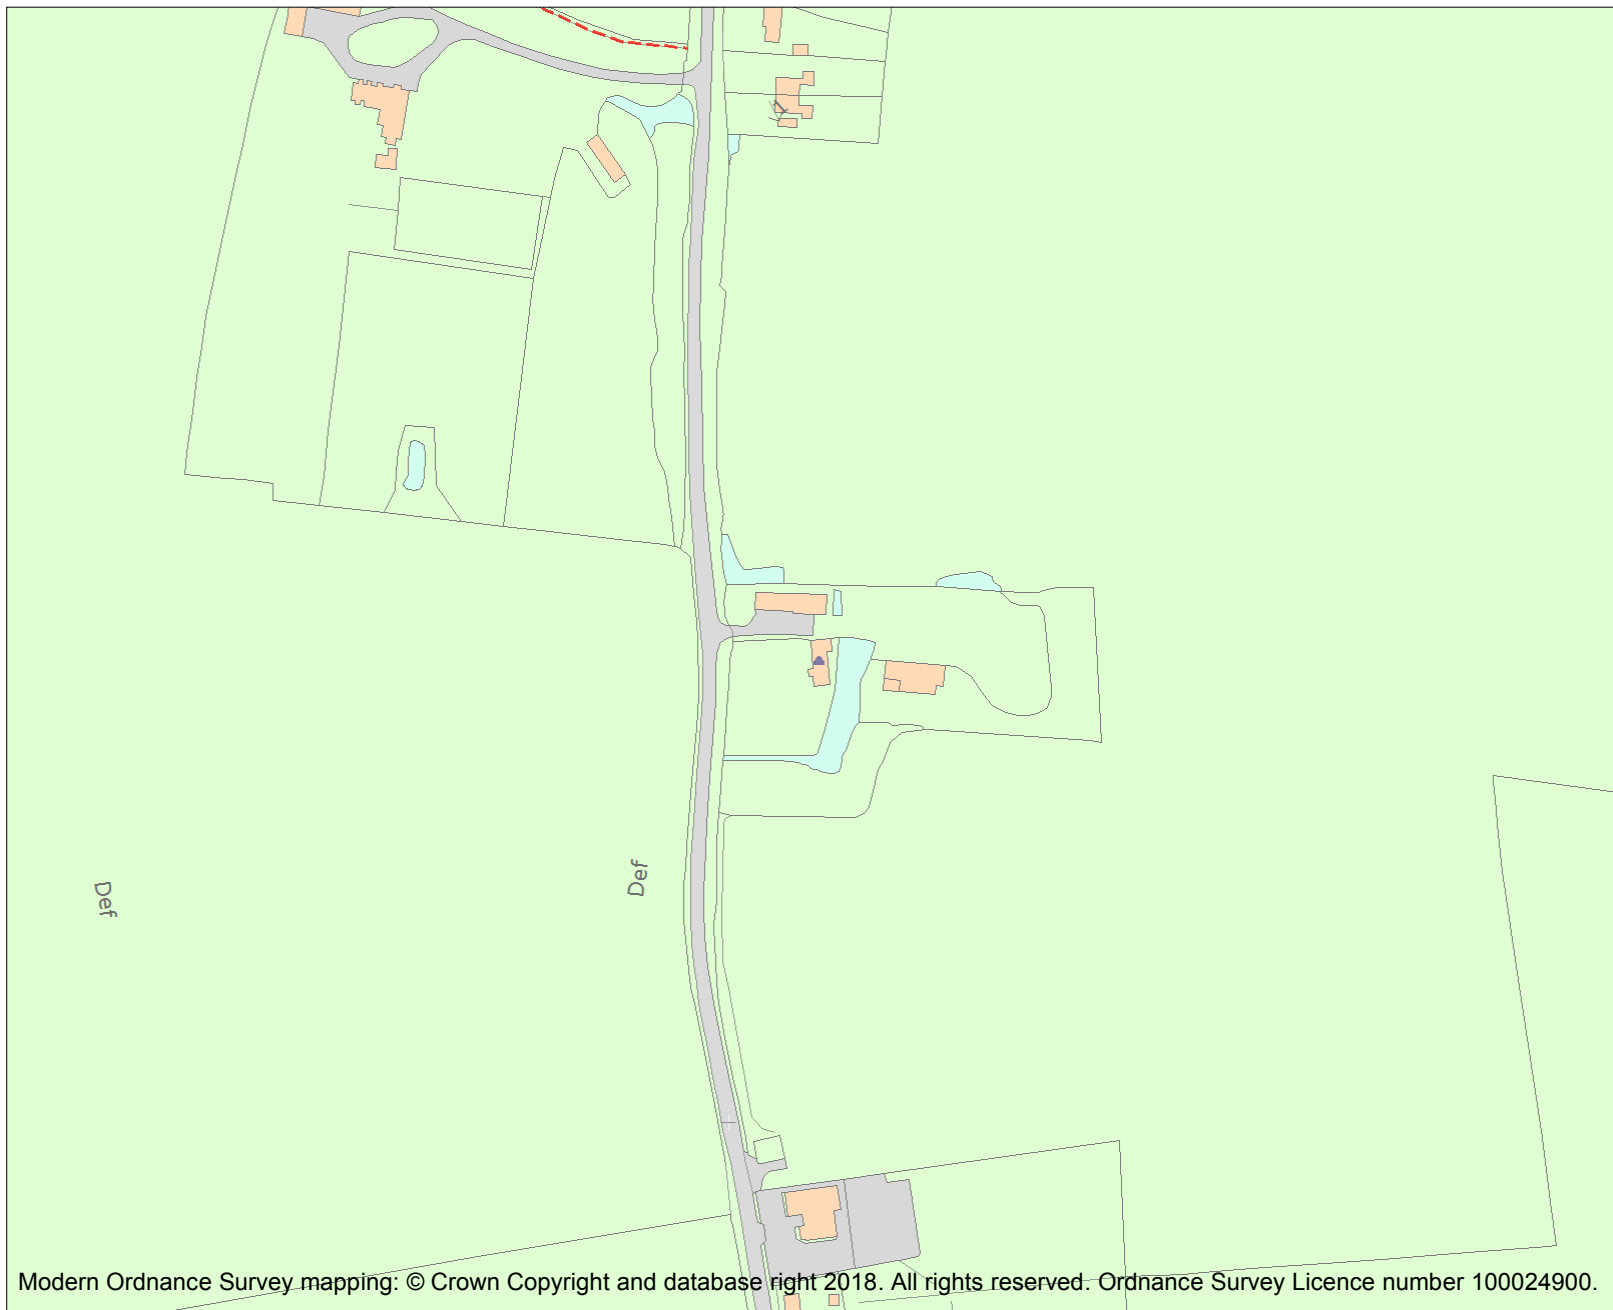 1
Def
Def
Modern Ordnance Survey mapping: © Crown Copyright and database right 2018. All rights reserved. Ordnance Survey Licence number 100024900.